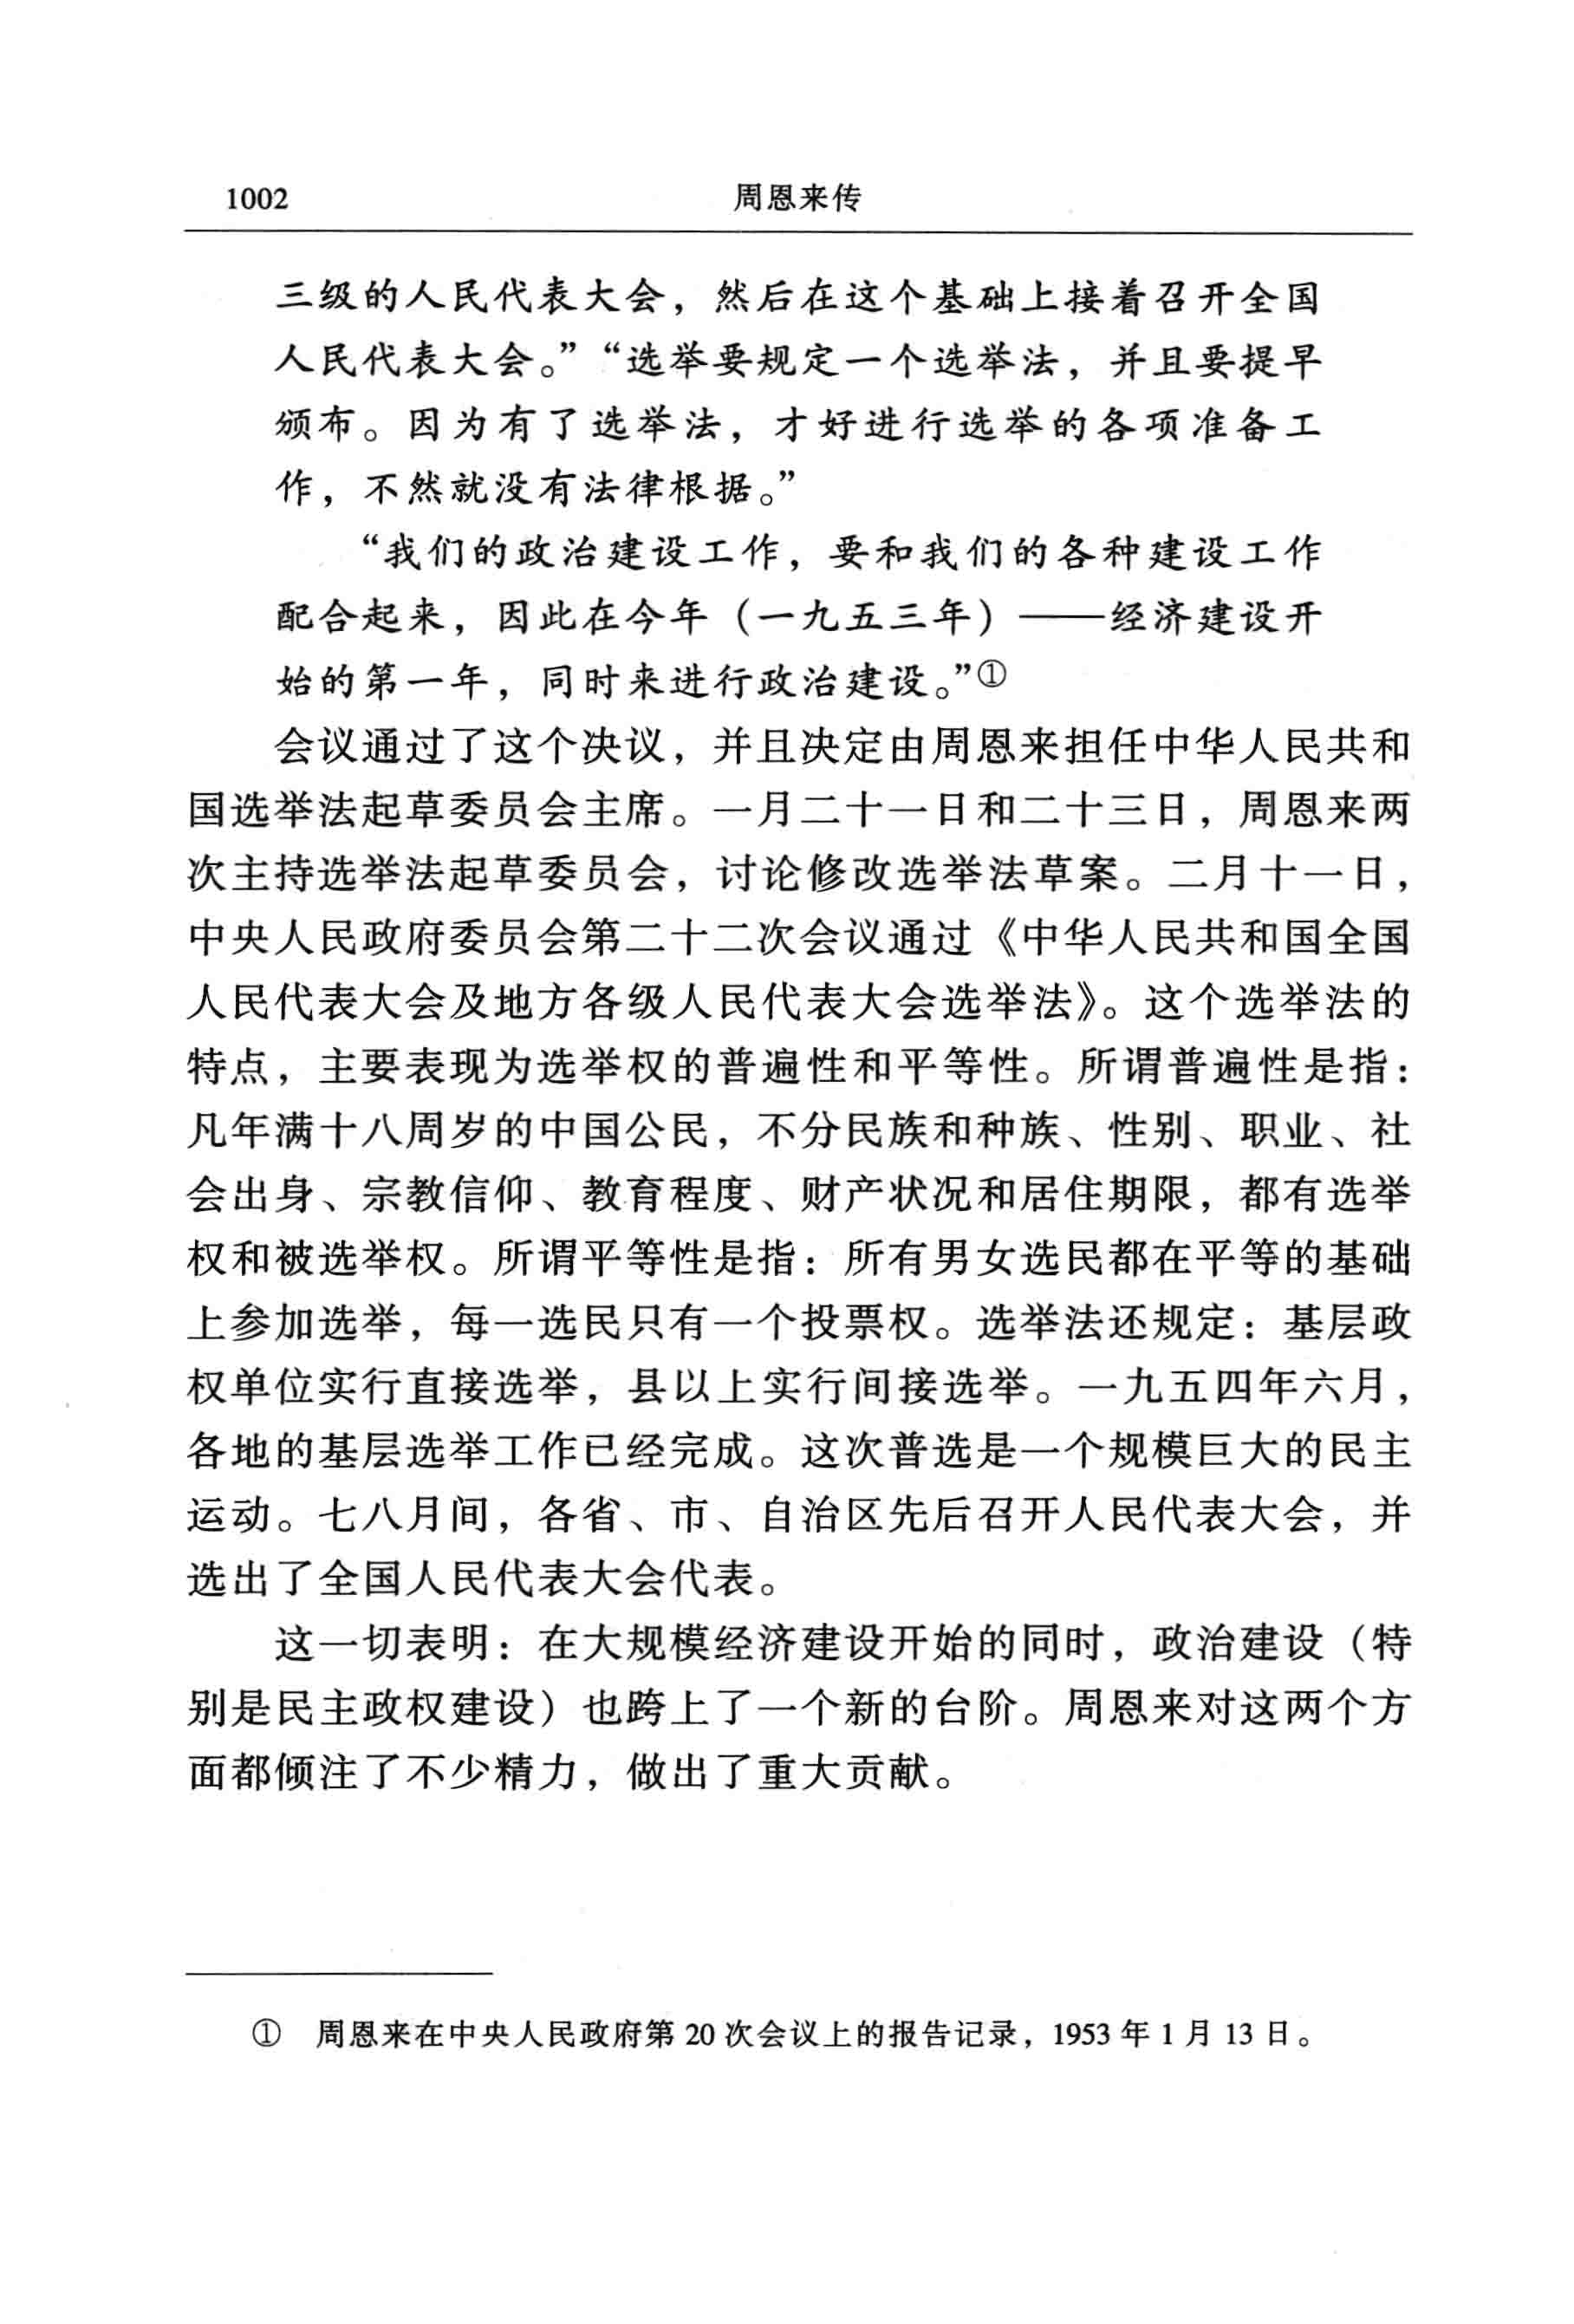 1002 周恩来传
三级的人民代表大会，然后在这个基础上接着召开全国
人民代表大会。”“选举要规定一个选举法，并且要提早
颁布。因为有了选举法，才好进行选举的各项准备工
作，不然就没有法律根据。”
“我们的政治建设工作，要和我们的各种建设工作
配合起来，因此在今年（一九五三年）——经济建设开
始的第一年，同时来进行政治建设。”①
会议通过了这个决议，并且决定由周恩来担任中华人民共和
国选举法起草委员会主席。一月二十一日和二十三日，周恩来两
次主持选举法起草委员会，讨论修改选举法草案。二月十一日，
中央人民政府委员会第二十二次会议通过《中华人民共和国全国
人民代表大会及地方各级人民代表大会选举法》。这个选举法的
特点，主要表现为选举权的普遍性和平等性。所谓普遍性是指：
凡年满十八周岁的中国公民，不分民族和种族、性别、职业、社
会出身、宗教信仰、教育程度、财产状况和居住期限，都有选举
权和被选举权。所谓平等性是指：所有男女选民都在平等的基础
上参加选举，每一选民只有一个投票权。选举法还规定：基层政
权单位实行直接选举，县以上实行间接选举。一九五四年六月，
各地的基层选举工作已经完成。这次普选是一个规模巨大的民主
运动。七八月间，各省、市、自治区先后召开人民代表大会，并
选出了全国人民代表大会代表。
这一切表明：在大规模经济建设开始的同时，政治建设（特
别是民主政权建设）也跨上了一个新的台阶。周恩来对这两个方
面都倾注了不少精力，做出了重大贡献。
① 周恩来在中央人民政府第 20 次会议上的报告记录，1953 年 1 月 13 日。